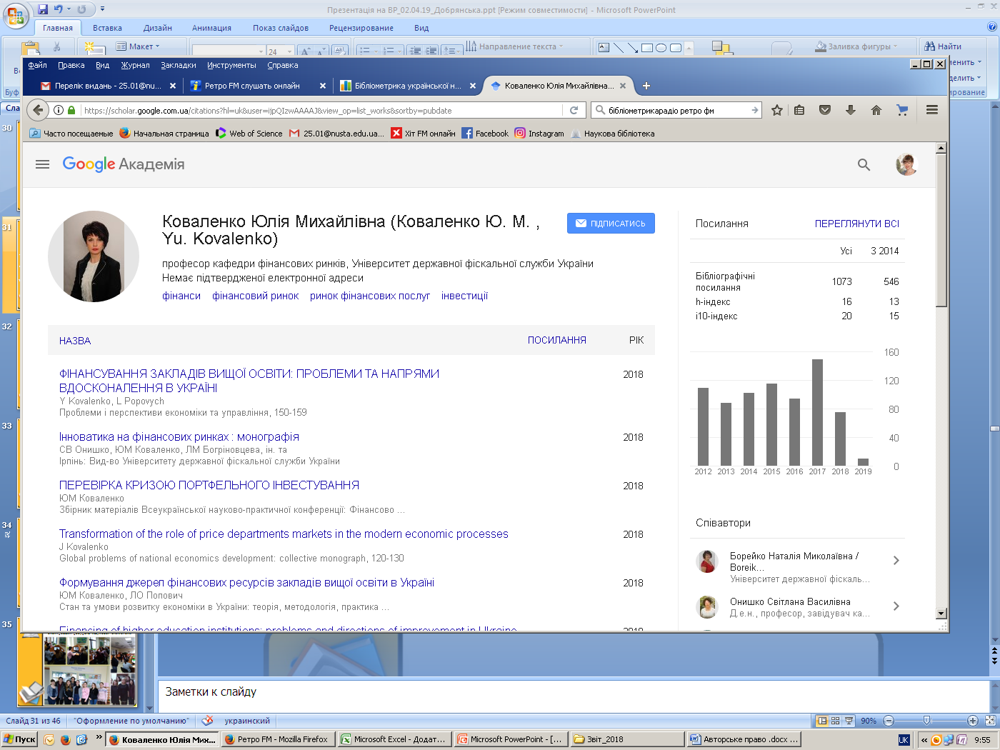 Презентація на ВР_02.04.19_Добрянська.ppt [Режим совместимости] - Microsoft PowerPoint
Главная Вставка Дизайн Анимация Показ слайдов Рецензирование Вид
Макет
24
Направление текста
Заливка фигуры
Найти
Буф
Файл Правка Вид Журнал Закладки Инструменты Справка
Перелік видань - 25.01@nu...
Ретро FM слушать онлайн
Бібліометрика української н...
Коваленко Юлія Михайлівна...
https://scholar.google.com.ua/citations?hl=uk&user=ijpQIzwAAAAJ&view_op=list_works&sortby=pubdate
бібліометрикарадіо ретро фм
Часто посещаемые Начальная страница Web of Science 25.01@nusta.edu.ua... Хіт FM онлайн Facebook Instagram Наукова бібліотека
Google Академія
Коваленко Юлія Михайлівна (Коваленко Ю. М. ,
Yu. Kovalenko)
ПІДПИСАТИСЬ
професор кафедри фінансових ринків, Університет державної фіскальної служби України
Немає підтвердженої електронної адреси
фінанси фінансовий ринок ринок фінансових послуг інвестиції
НАЗВА ПОСИЛАННЯ РІК
ФІНАНСУВАННЯ ЗАКЛАДІВ ВИЩОЇ ОСВІТИ: ПРОБЛЕМИ ТА НАПРЯМИ 2018
ВДОСКОНАЛЕННЯ В УКРАЇНІ
Y Kovalenko, L Popovych
Проблеми і перспективи економіки та управління, 150-159
Інноватика на фінансових ринках : монографія 2018
СВ Онишко, ЮМ Коваленко, ЛМ Богріновцева, ін. та
Ірпінь: Вид-во Університету державної фіскальної служби України
ПЕРЕВІРКА КРИЗОЮ ПОРТФЕЛЬНОГО ІНВЕСТУВАННЯ 2018
ЮМ Коваленко
Збірник матеріалів Всеукраїнської науково-практичної конференції: Фінансово ...
Transformation of the role of price departments markets in the modern economic processes 2018
J Kovalenko
Global problems of national economics development: collective monograph, 120-130
Формування джерел фінансових ресурсів закладів вищої освіти в Україні 2018
ЮМ Коваленко, ЛО Попович
Стан та умови розвитку економіки в України: теорія, методологія, практика ...
Financing of higher education institutions: problems and directions of improvement in Ukraine 2018
Посилання ПЕРЕГЛЯНУТИ ВСІ
Усі З 2014
Бібліографічні
посилання 1073 546
h-індекс 16 13
i10-індекс 20 15
160
120
80
40
0
2012 2013 2014 2015 2016 2017 2018 2019
Співавтори
Борейко Наталія Миколаївна /
Boreik...
Університет державної фіскаль...
Онишко Світлана Василівна
Д.е.н., професор, завідувач ка...
30
31
32
33
34
35
Заметки к слайду
Слайд 31 из 46 "Оформление по умолчанию" украинский 90%
Пуск
Коваленко Юлія Мих...
Ретро FM - Mozilla Firefox
Microsoft Excel - Додат...
Microsoft PowerPoint - [...
Звіт_2018
Авторське право .docx ...
UK
9:55